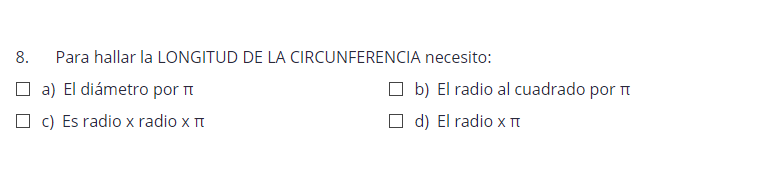 8. Para hallar la LONGITUD DE LA CIRCUNFERENCIA necesito:
a) El diámetro por π b) El radio al cuadrado por π
c) Es radio x radio x π d) El radio x π